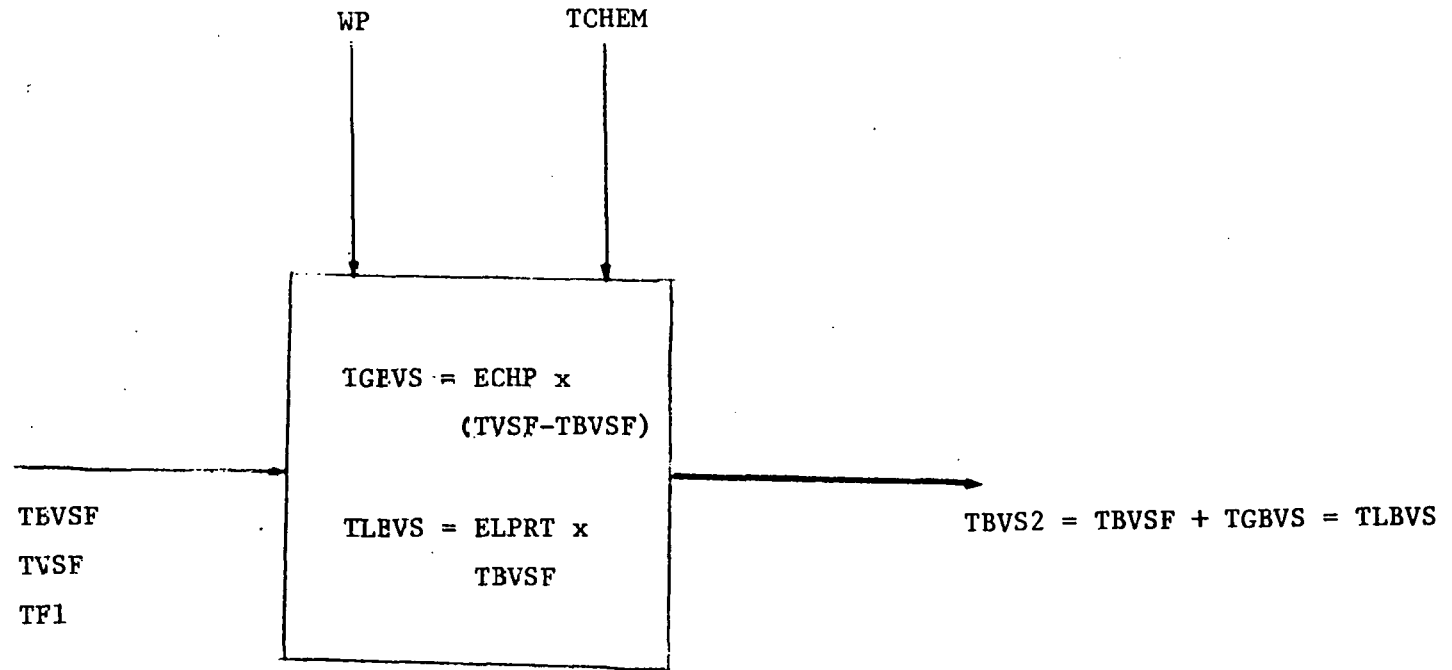 WP TCHEM
TGBVS = ECHP x
(TVSF-TBVSF)
TLBVS = ELPRT x
TBVSF
TBVSF
TVSF
TF1
TBVS2 = TBVSF + TGBVS = TLBVS